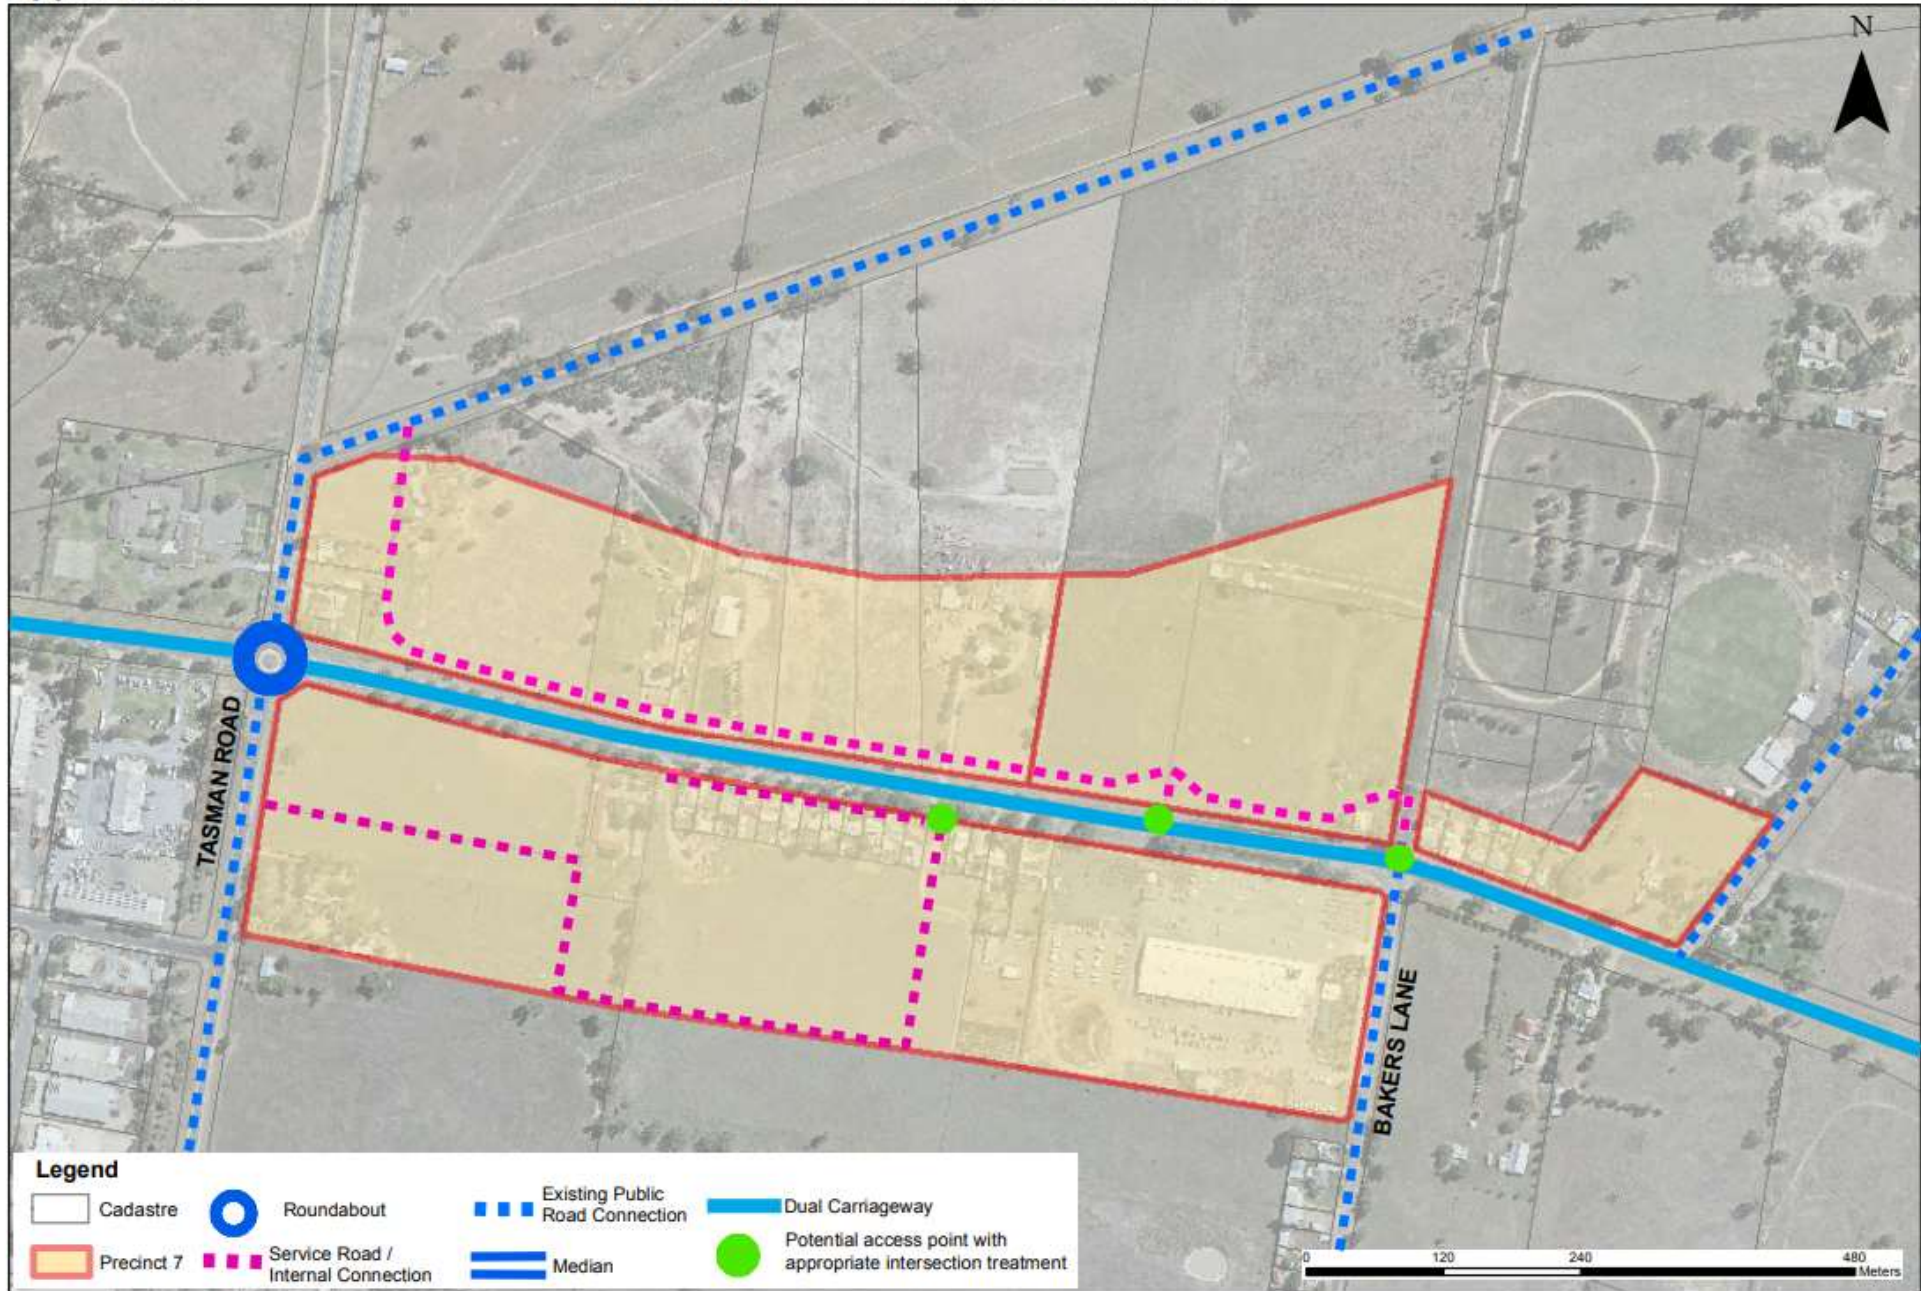 N
TASMAN ROAD
BAKERS LANE
Legend
Cadastre
Roundabout
Existing Public
Road Connection
Dual Carriageway
Precinct 7
Service Road /
Internal Connection
Median
Potential access point with
appropriate intersection treatment
0 120 240 480
Meters